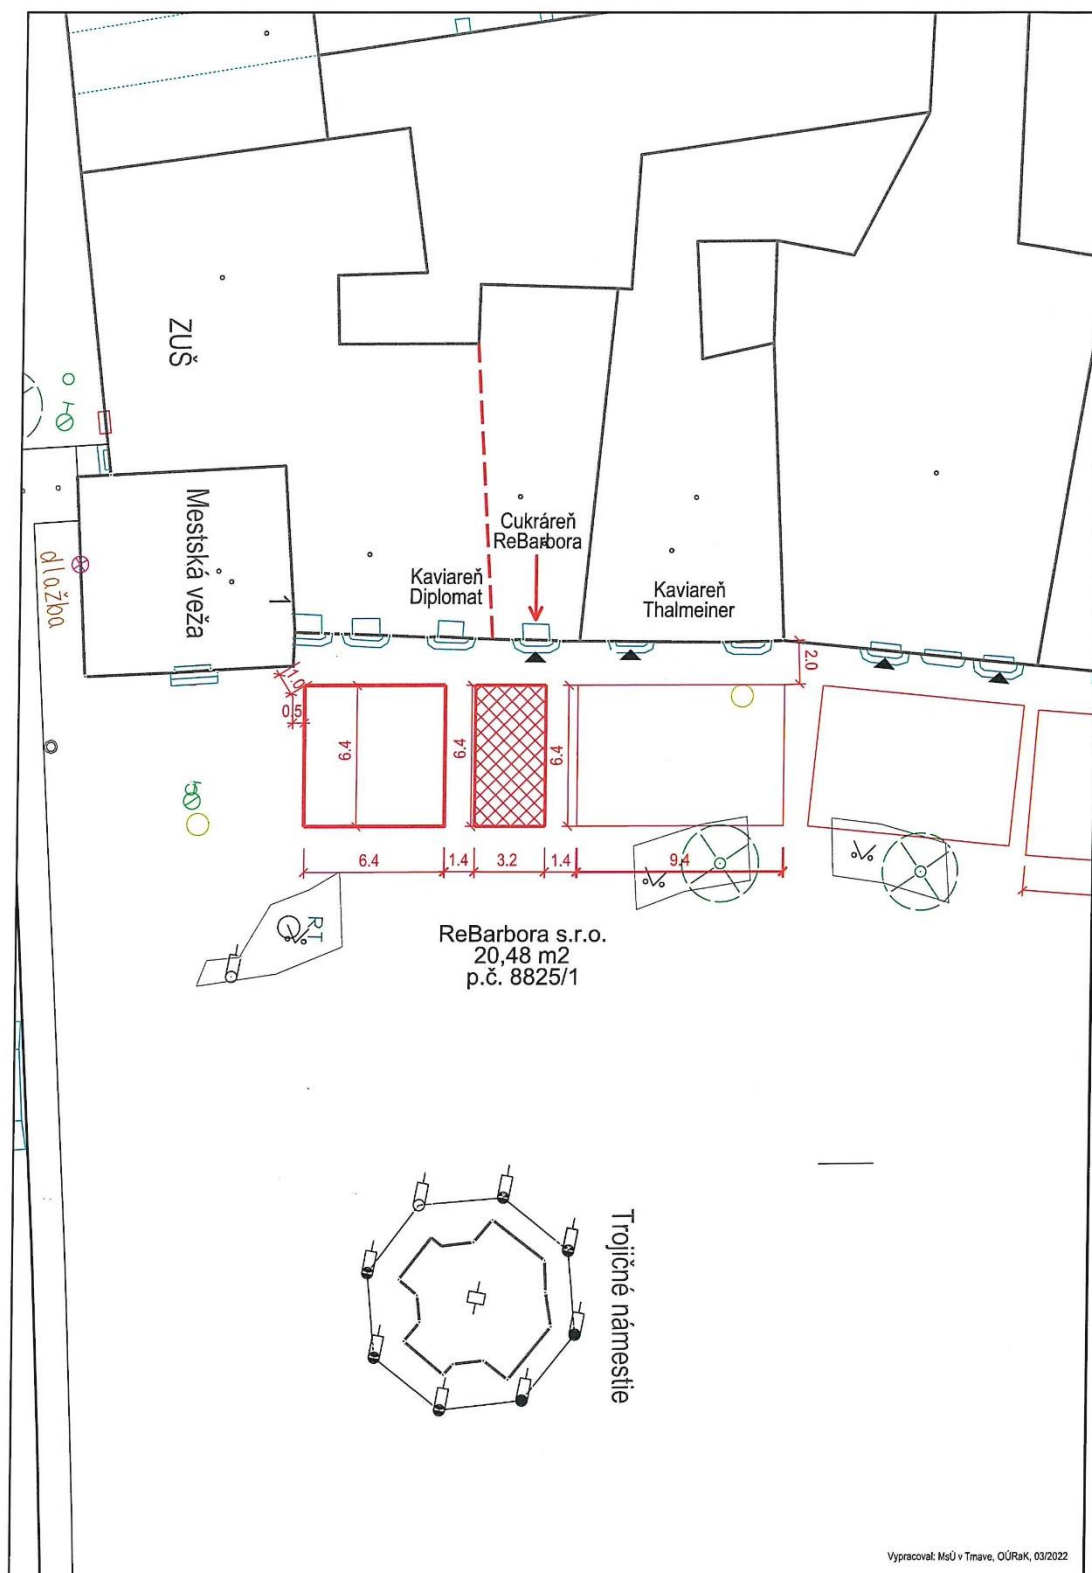 ZUŠ
Mestská veža
1
dlažba
Cukráreň
ReBarbora
Kaviareň
Diplomat
Kaviareň
Thalmeiner
2.0
1.0
0.5
6.4
6.4
6.4
6.4
1.4
3.2
1.4
9.4
RT
ReBarbora s.r.o.
20,48 m2
p.č. 8825/1
Trojičné námestie
Vypracoval: MsÚ v Trnave, OÚRaK, 03/2022